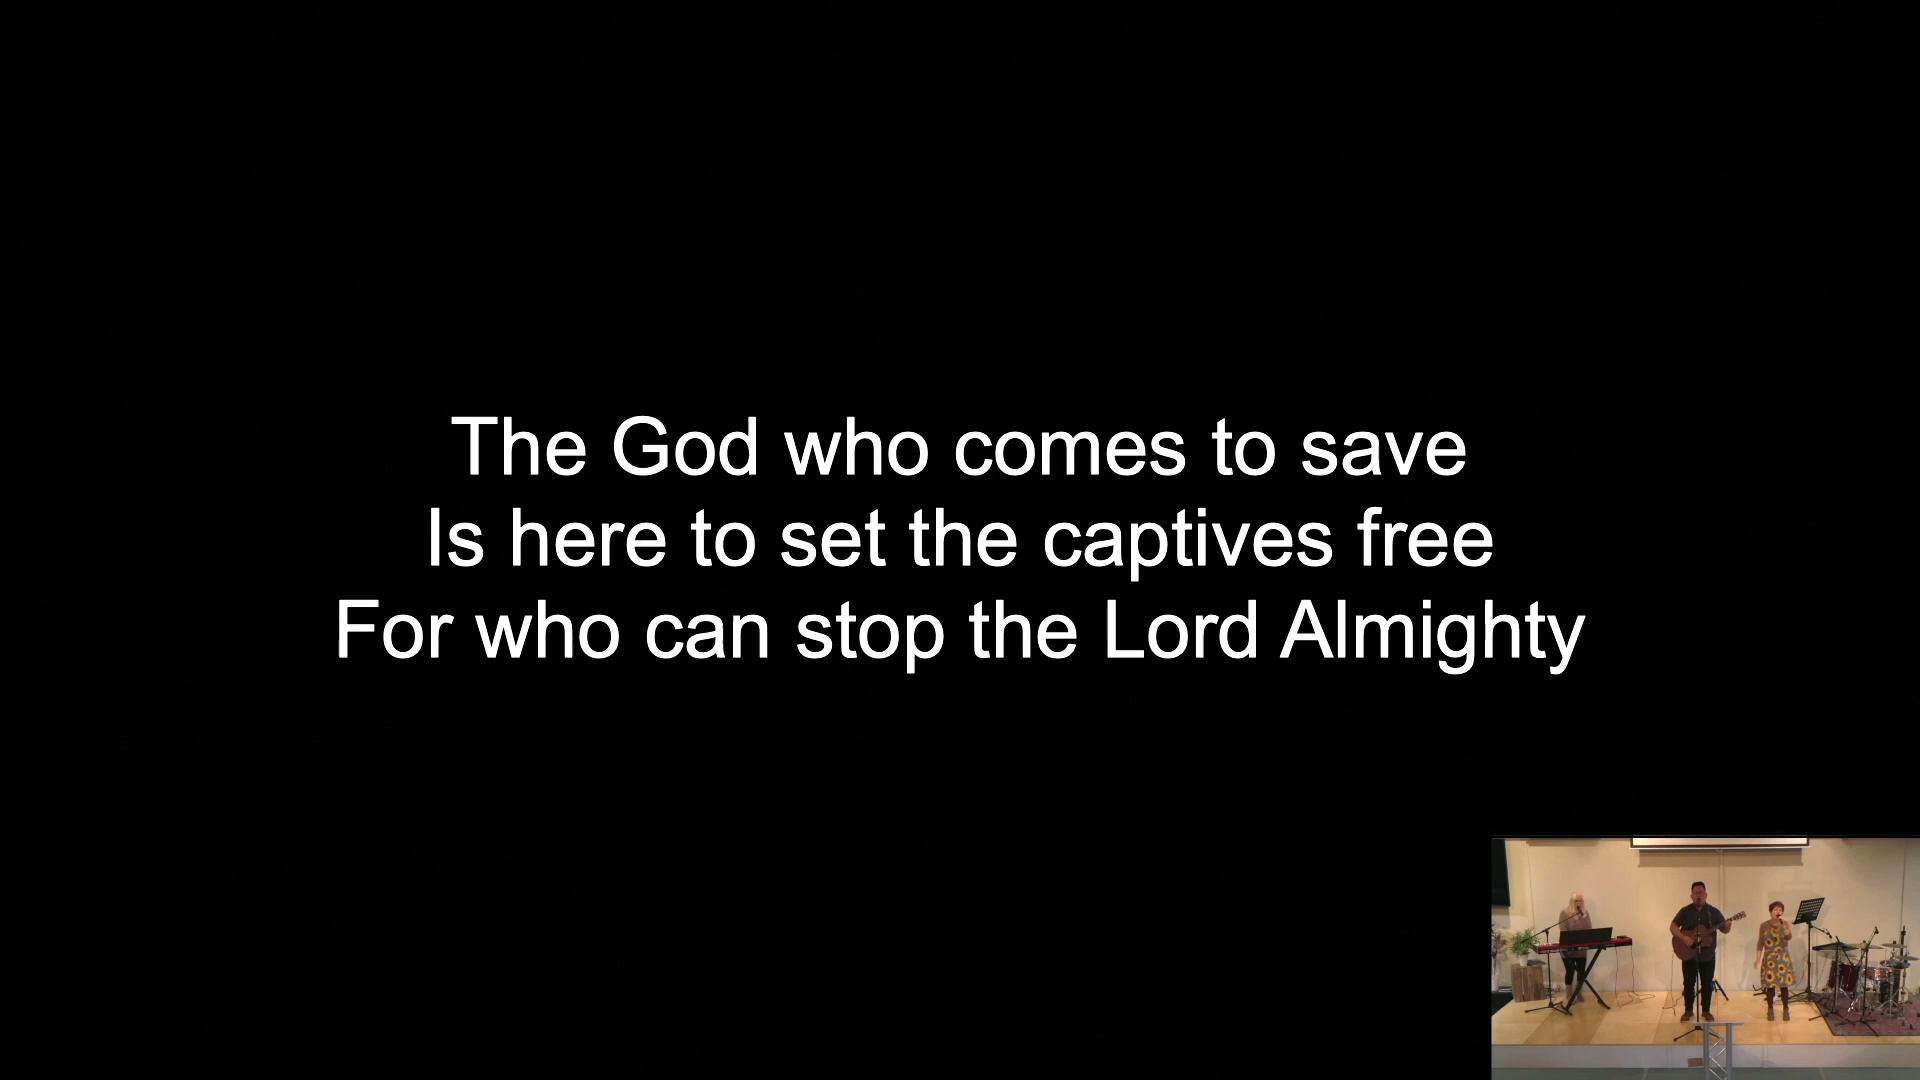 The God who comes to save
Is here to set the captives free
For who can stop the Lord Almighty